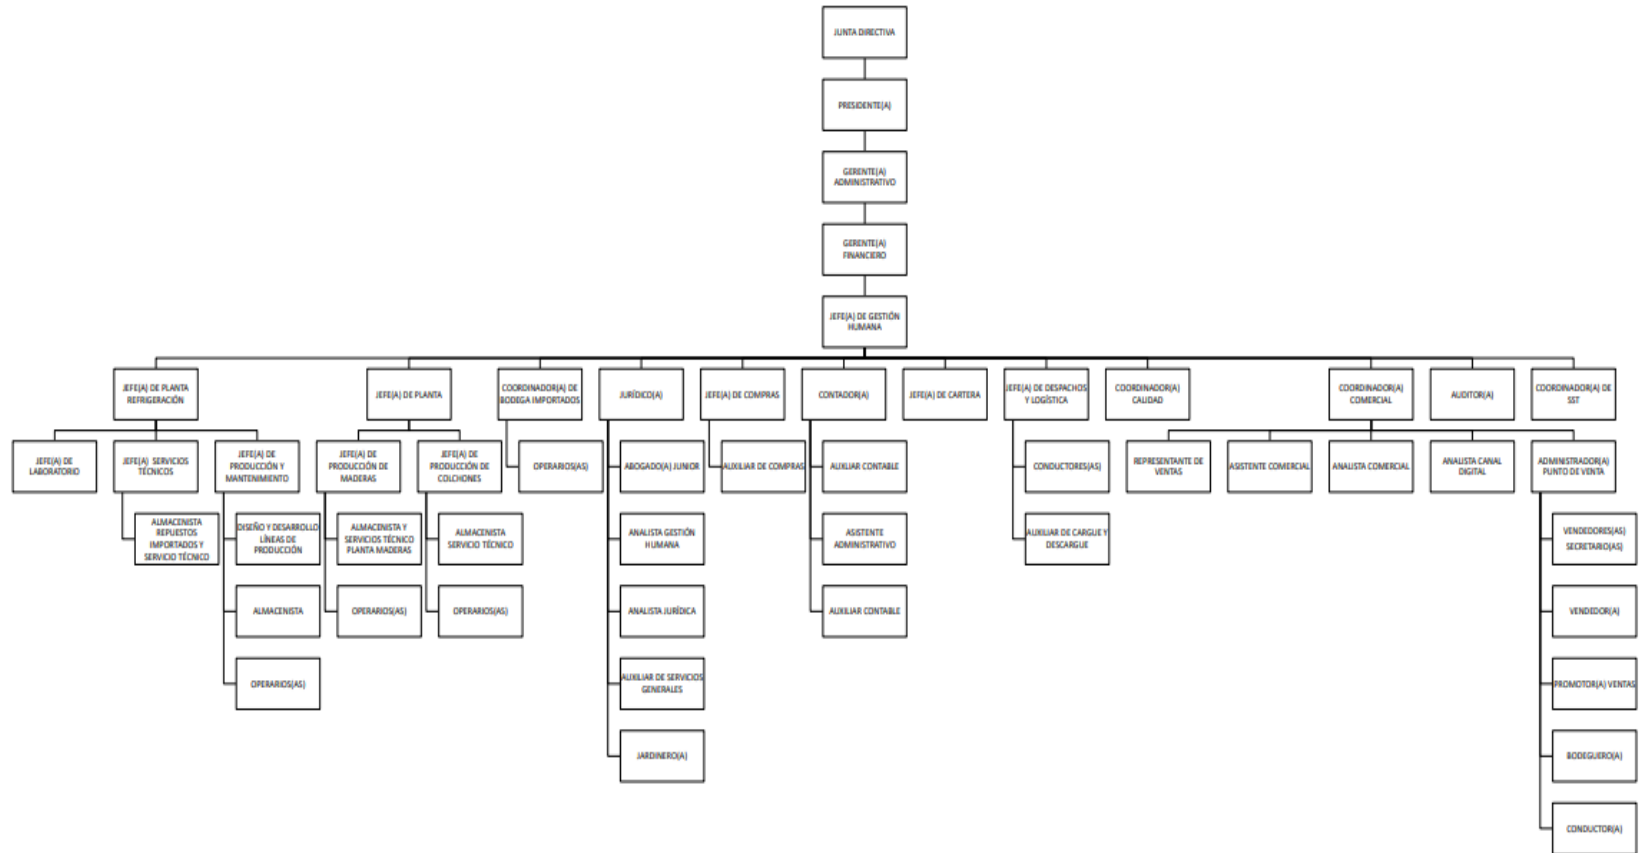 JUNTA DIRECTIVA
PRESIDENTE(A)
GERENTE(A)
ADMINISTRATIVO
GERENTE(A)
FINANCIERO
JEFE(A) DE GESTIÓN
HUMANA
JEFE(A) DE PLANTA
REFRIGERACIÓN
JEFE(A) DE PLANTA
COORDINADOR(A) DE
BODEGA IMPORTADOS
JURÍDICO(A)
JEFE(A) DE COMPRAS
CONTADOR(A)
JEFE(A) DE CARTERA
JEFE(A) DE DESPACHOS
Y LOGÍSTICA
COORDINADOR(A)
CALIDAD
COORDINADOR(A)
COMERCIAL
AUDITOR(A)
COORDINADOR(A) DE
SST
JEFE(A) DE
LABORATORIO
JEFE(A) SERVICIOS
TÉCNICOS
JEFE(A) DE
PRODUCCIÓN Y
MANTENIMIENTO
JEFE(A) DE
PRODUCCIÓN DE
MADERAS
JEFE(A) DE
PRODUCCIÓN DE
COLCHONES
OPERARIOS(AS)
ABOGADO(A) JUNIOR
AUXILIAR DE COMPRAS
AUXILIAR CONTABLE
CONDUCTORES(AS)
REPRESENTANTE DE
VENTAS
ASISTENTE COMERCIAL
ANALISTA COMERCIAL
ANALISTA CANAL
DIGITAL
ADMINISTRADOR(A)
PUNTO DE VENTA
ALMACENISTA
REPUESTOS
IMPORTADOS Y
SERVICIO TÉCNICO
DISEÑO Y DESARROLLO
LÍNEAS DE
PRODUCCIÓN
ALMACENISTA Y
SERVICIOS TÉCNICO
PLANTA MADERAS
ALMACENISTA
SERVICIO TÉCNICO
ANALISTA GESTIÓN
HUMANA
ASISTENTE
ADMINISTRATIVO
AUXILIAR DE CARGUE Y
DESCARGUE
VENDEDORES(AS)
SECRETARIO(AS)
ALMACENISTA
OPERARIOS(AS)
OPERARIOS(AS)
ANALISTA JURÍDICA
AUXILIAR CONTABLE
VENDEDOR(A)
OPERARIOS(AS)
AUXILIAR DE SERVICIOS
GENERALES
PROMOTOR(A) VENTAS
JARDINERO(A)
BODEGUERO(A)
CONDUCTOR(A)